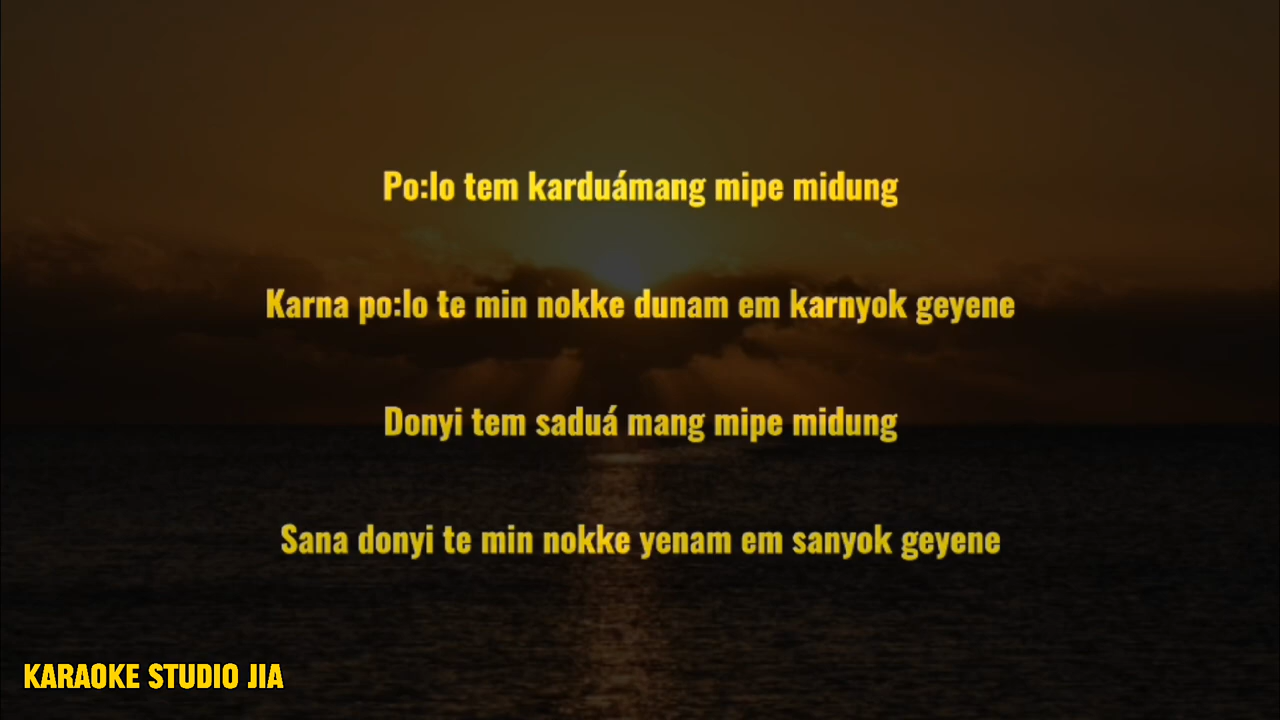 Po:lo tem karduámang mipe midung
Karna po:lo te min nokke dunam em karnyok geyene
Donyi tem saduá mang mipe midung
Sana donyi te min nokke yenam em sanyok geyene
KARAOKE STUDIO JIA